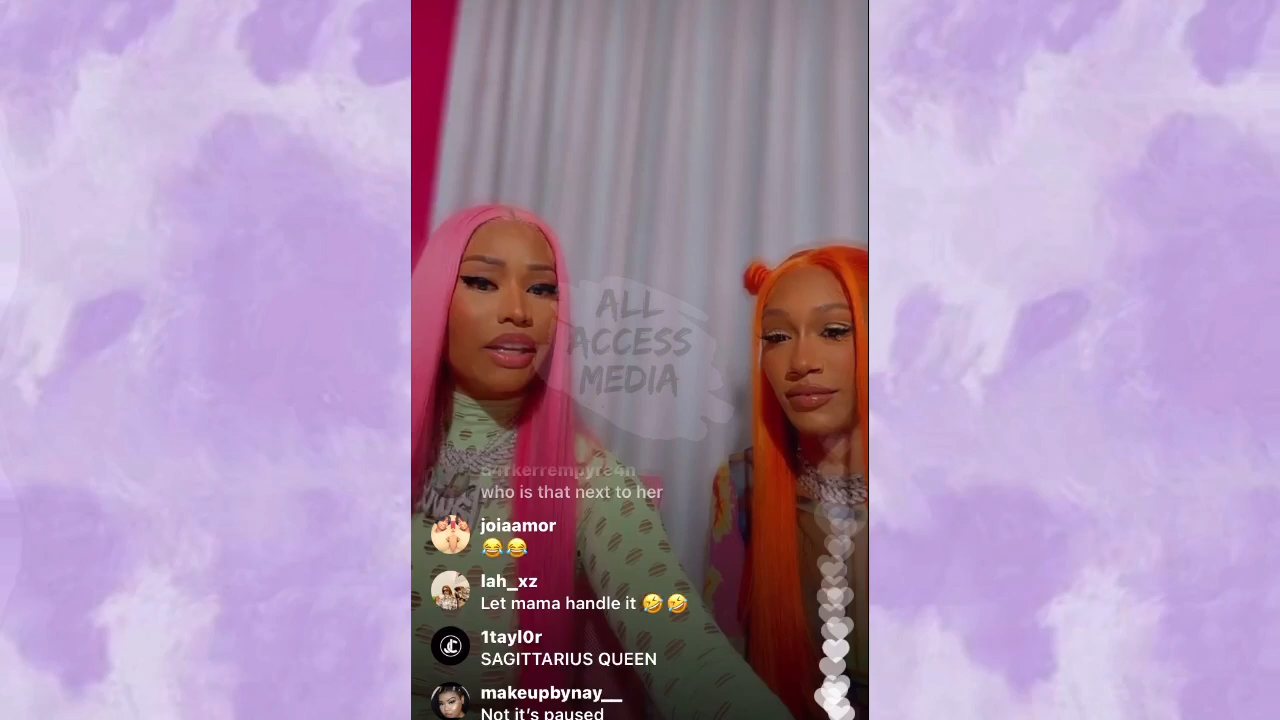 ALL
ACCESS
MEDIA
who is that next to her
joiaamor
😂😂
lah_xz
Let mama handle it 🤣🤣
1tayl0r
SAGITTARIUS QUEEN
makeupbynay__
Not it’s paused